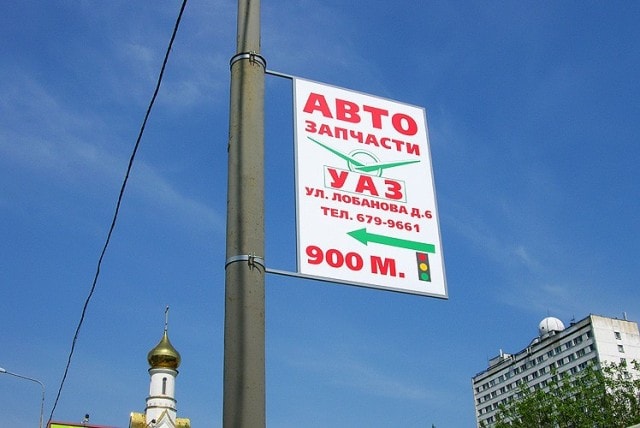 АВТО
ЗАПЧАСТИ
УАЗ
УЛ. ЛОБАНОВА Д.6
ТЕЛ. 679-9661
900 М.